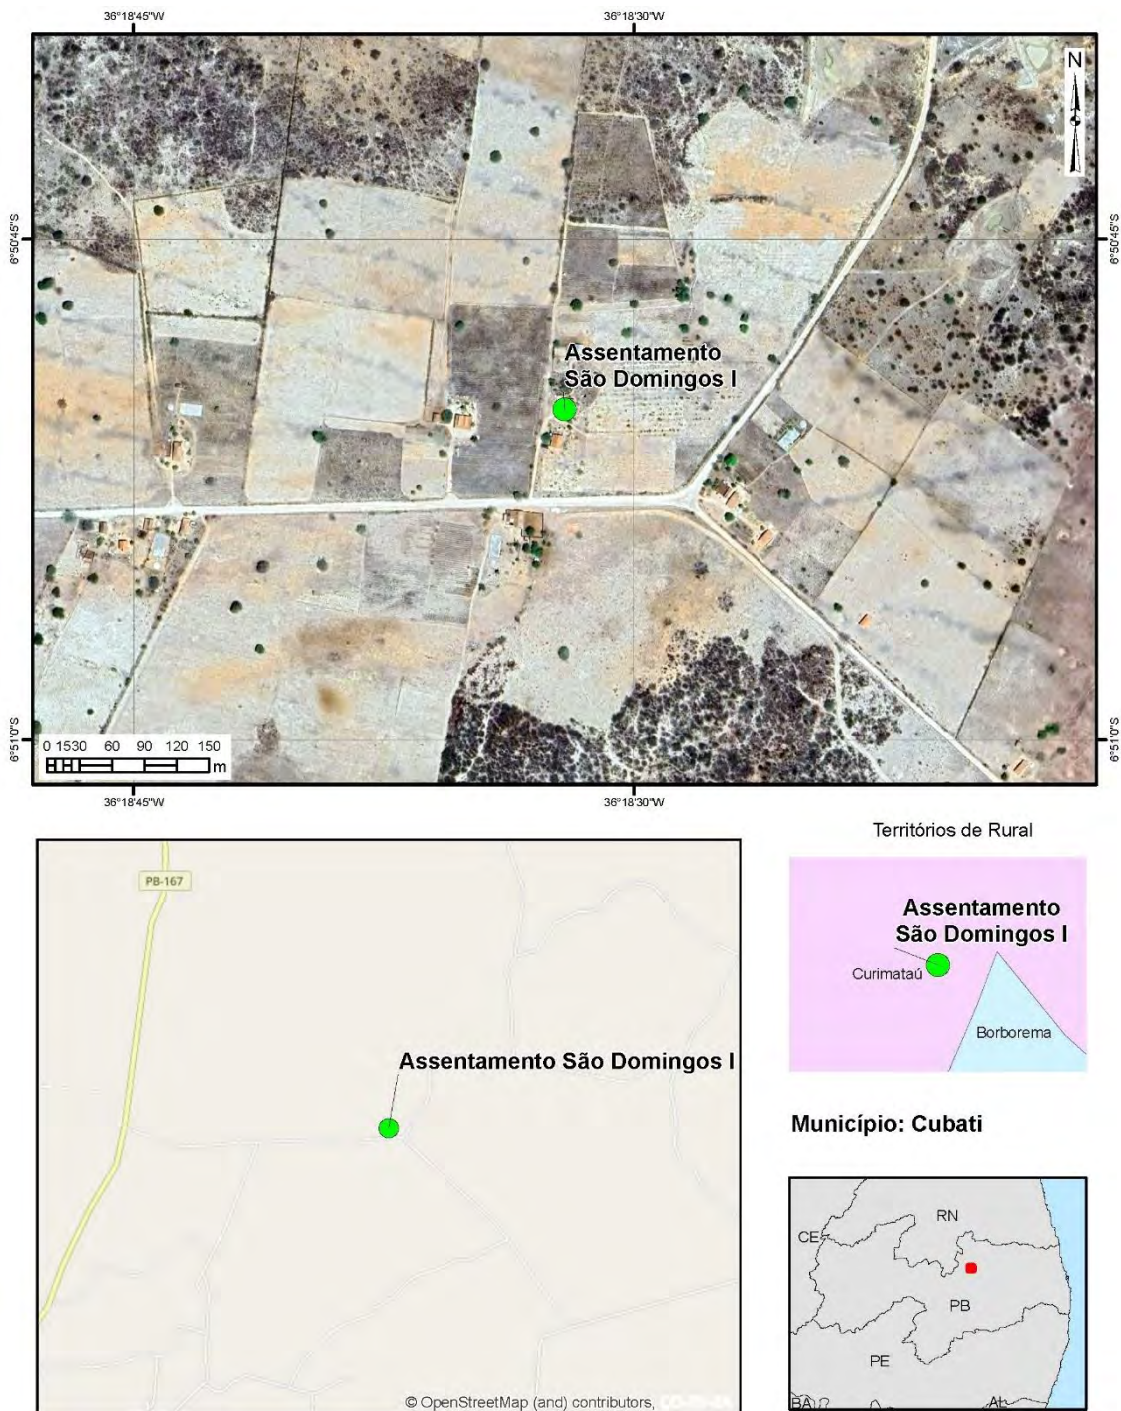 36°18'45"W
36°18'30"W
N
6°50'45"S
6°50'45"S
Assentamento
São Domingos I
6°51'0"S
6°51'0"S
0 1530 60 90 120 150
m
36°18'45"W
36°18'30"W
PB-167
Assentamento São Domingos I
© OpenStreetMap (and) contributors,
Territórios de Rural
Assentamento
São Domingos I
Curimataú
Borborema
Município: Cubati
RN
CE
PB
PE
BA
AL